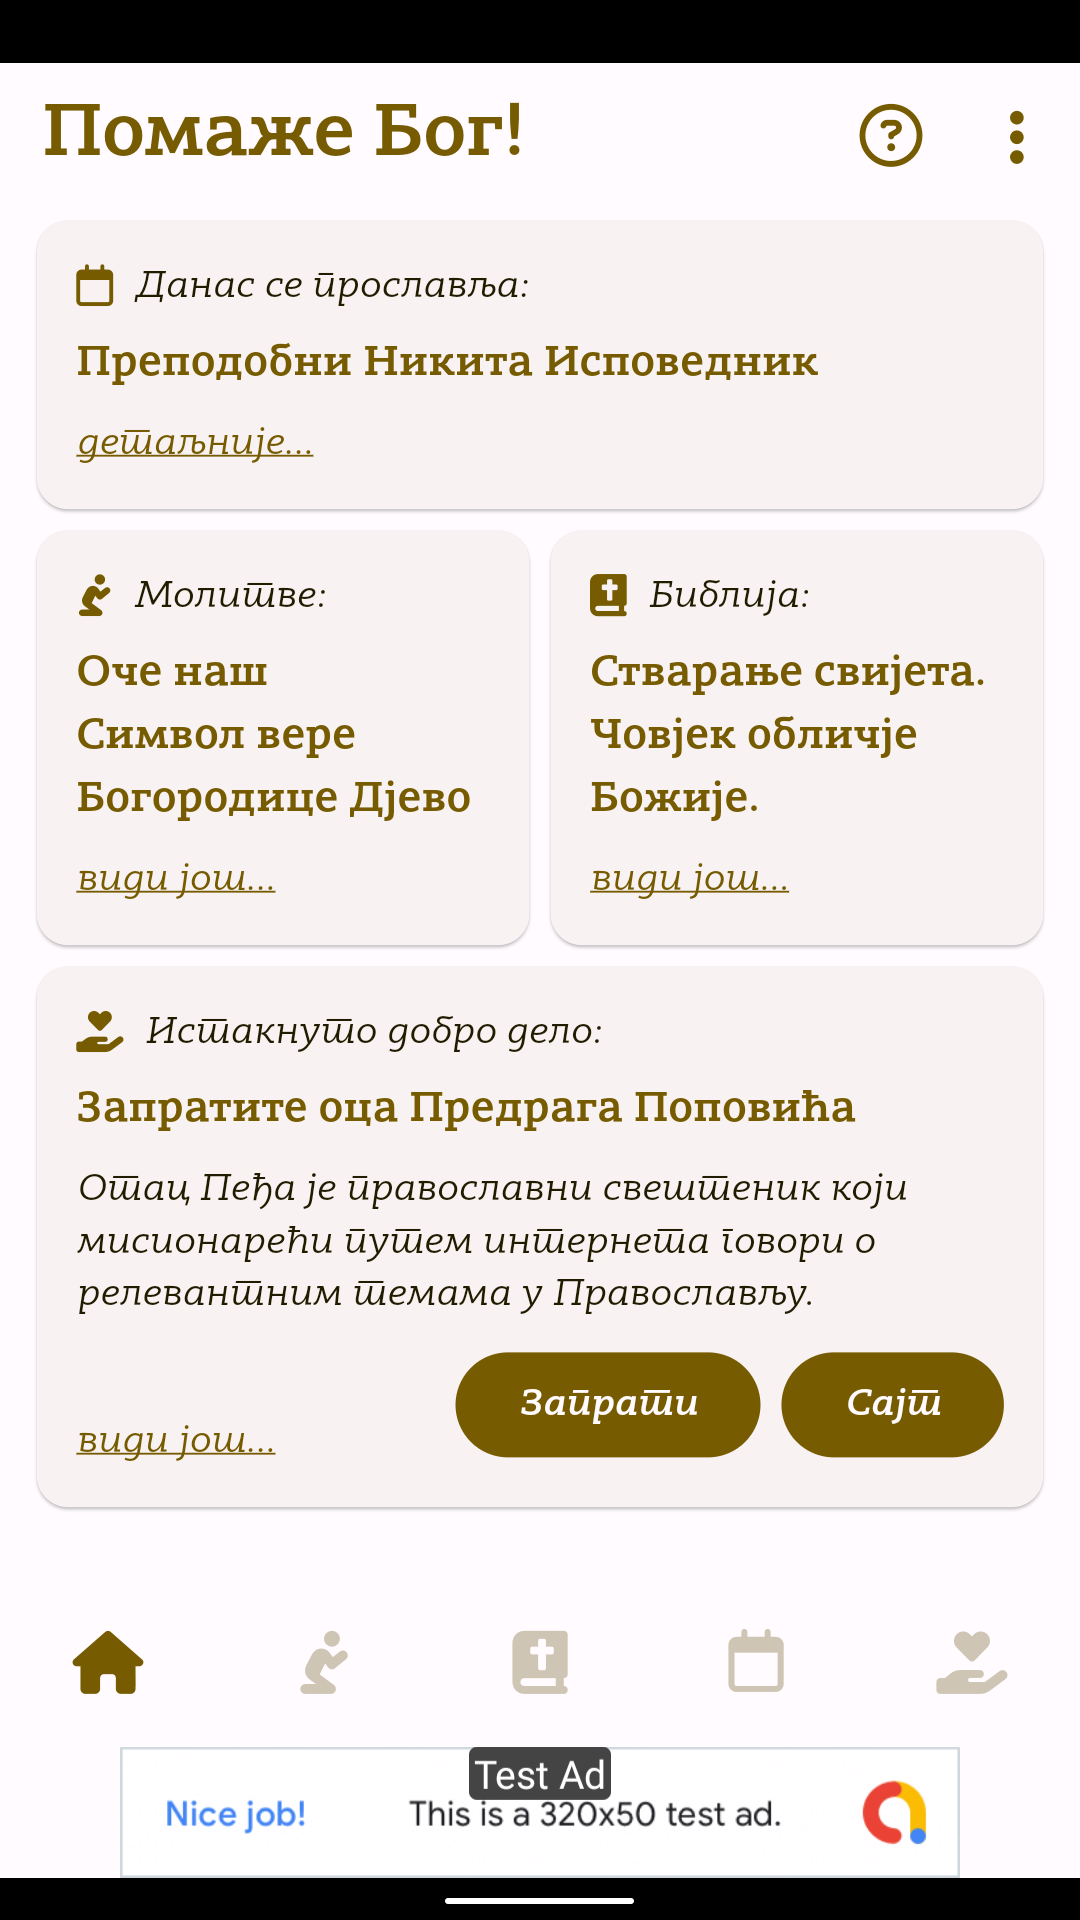 Помаже Бог!
Данас се прославља:
Преподобни Никита Исповедник
детаљније...
Молитве:
Оче наш
Символ вере
Богородице Дјево
види још...
Библија:
Стварање свијета.
Човјек обличје
Божије.
види још...
Истакнуто добро дело:
Запратите оца Предрага Поповића
Отац Пеђа је православни свештеник који
мисионарећи путем интернета говори о
релевантним темама у Православљу.
види још...
Запрати
Сајт
Test Ad
Nice job!
This is a 320x50 test ad.